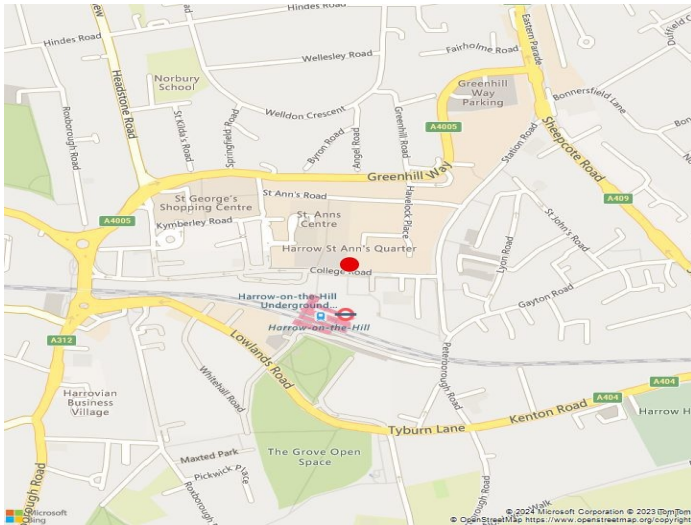 Hindes Road
Hindes Road
Eastern Parade
Headstone Road
Wellesley Road
Fairholme Road
Norbury
School
Greenhill
Way
Parking
Bonnersfield Lane
Roxborough Road
St Kilda's Road
Springfield Road
Welldon Crescent
Byron Road
Angel Road
Greenhill Road
A4005
Station Road
Sheepcote Road
Greenhill Way
A409
St Ann's Road
St George's
Shopping Centre
Havelock Place
A4005
Kymberley Road
St. Anns
Centre
St John's Road
Harrow St Ann's Quarter
Lyon Road
College Road
Gayton Road
Harrow-on-the-Hill
Underground...
Harrow-on-the-Hill
A312
Lowlands Road
Peterborough Road
Whitehall Road
A404
A404
Harrovian
Business
Village
Kenton Road
Harrow H
Tyburn Lane
Maxted Park
The Grove Open
Space
Pickwick Place
Roxborough
Microsoft
Bing
© 2024 Microsoft Corporation © 2023 TomTom
© OpenStreetMap https://www.openstreetmap.org/copyright